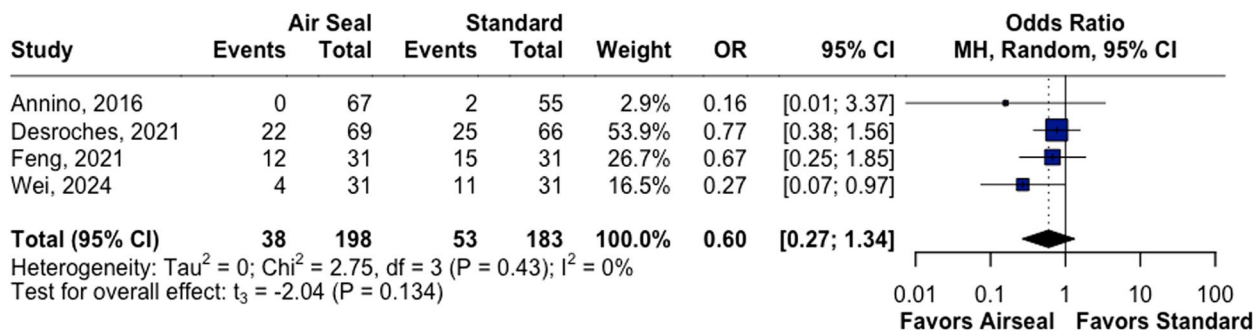 Air Seal Standard Odds Ratio
Study Events Total Events Total Weight OR 95% CI MH, Random, 95% CI
Annino, 2016 0 67 2 55 2.9% 0.16 [0.01; 3.37]
Desroches, 2021 22 69 25 66 53.9% 0.77 [0.38; 1.56]
Feng, 2021 12 31 15 31 26.7% 0.67 [0.25; 1.85]
Wei, 2024 4 31 11 31 16.5% 0.27 [0.07; 0.97]
Total (95% CI) 38 198 53 183 100.0% 0.60 [0.27; 1.34]
Heterogeneity: Tau² = 0; Chi² = 2.75, df = 3 (P = 0.43); I² = 0%
Test for overall effect: t₃ = -2.04 (P = 0.134)
0.01 0.1 1 10 100
Favors Airseal Favors Standard